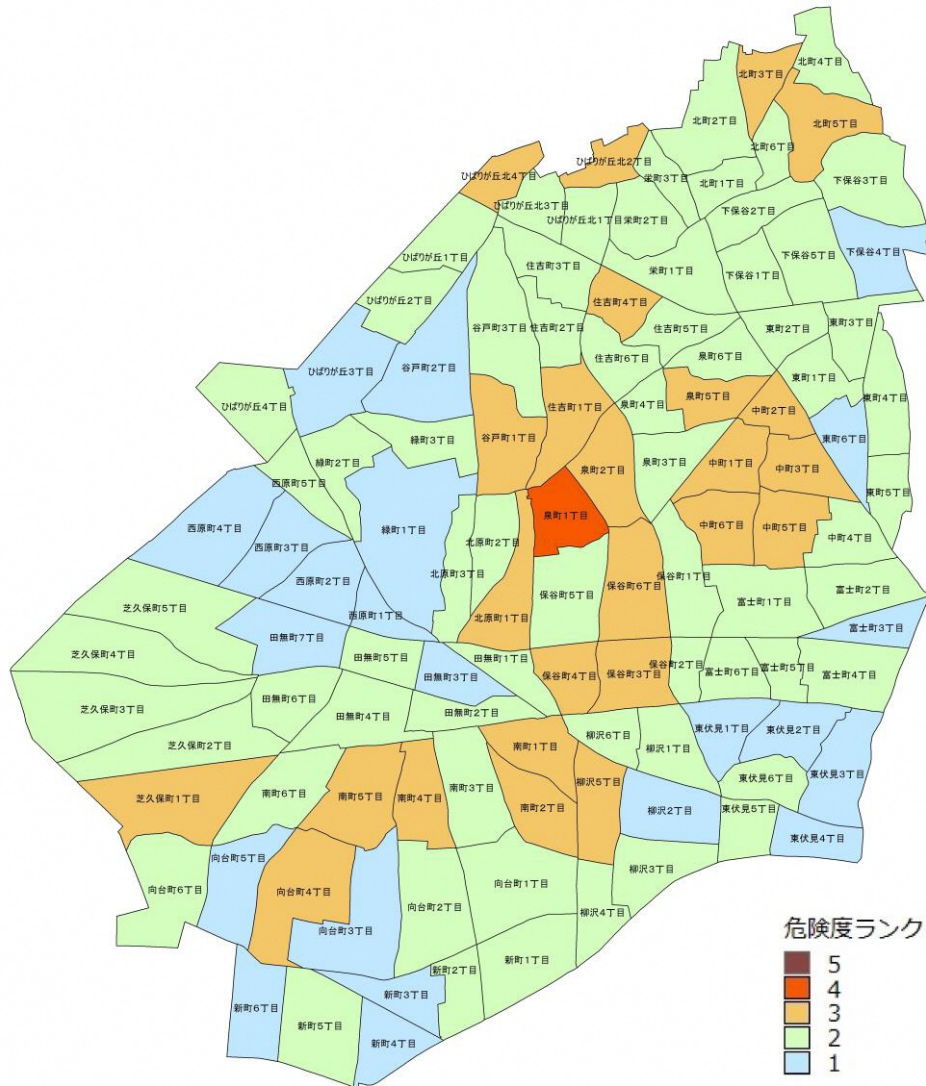 北町4丁目
北町3丁目
北町5丁目
北町2丁目
北町6丁目
ひばりが丘北2丁目
ひばりが丘北4丁目
栄町3丁目
北町1丁目
下保谷3丁目
ひばりが丘北3丁目
ひばりが丘北1丁目
栄町2丁目
下保谷2丁目
下保谷4丁目
下保谷5丁目
ひばりが丘1丁目
住吉町3丁目
栄町1丁目
下保谷1丁目
ひばりが丘2丁目
住吉町4丁目
谷戸町3丁目
住吉町2丁目
住吉町5丁目
東町2丁目
東町3丁目
住吉町6丁目
泉町6丁目
谷戸町2丁目
ひばりが丘3丁目
東町1丁目
東町4丁目
泉町5丁目
住吉町1丁目
泉町4丁目
中町2丁目
ひばりが丘4丁目
東町6丁目
緑町3丁目
谷戸町1丁目
緑町2丁目
泉町2丁目
泉町3丁目
中町1丁目
中町3丁目
西原町5丁目
東町5丁目
泉町1丁目
中町6丁目
中町5丁目
西原町4丁目
緑町1丁目
中町4丁目
北原町2丁目
西原町3丁目
北原町3丁目
保谷町1丁目
西原町2丁目
保谷町6丁目
富士町2丁目
保谷町5丁目
富士町1丁目
芝久保町5丁目
西原町1丁目
北原町1丁目
富士町3丁目
田無町7丁目
芝久保町4丁目
田無町5丁目
田無町1丁目
保谷町2丁目
富士町5丁目
田無町3丁目
保谷町4丁目
保谷町3丁目
富士町6丁目
富士町4丁目
田無町6丁目
芝久保町3丁目
田無町2丁目
田無町4丁目
東伏見1丁目
東伏見2丁目
柳沢6丁目
芝久保町2丁目
南町1丁目
柳沢1丁目
東伏見3丁目
東伏見6丁目
柳沢5丁目
南町3丁目
南町6丁目
南町5丁目
南町4丁目
芝久保町1丁目
南町2丁目
柳沢2丁目
東伏見5丁目
東伏見4丁目
向台町5丁目
柳沢3丁目
向台町1丁目
向台町6丁目
向台町4丁目
向台町2丁目
柳沢4丁目
向台町3丁目
新町1丁目
新町2丁目
新町3丁目
新町6丁目
新町5丁目
新町4丁目
危険度ランク
5
4
3
2
1